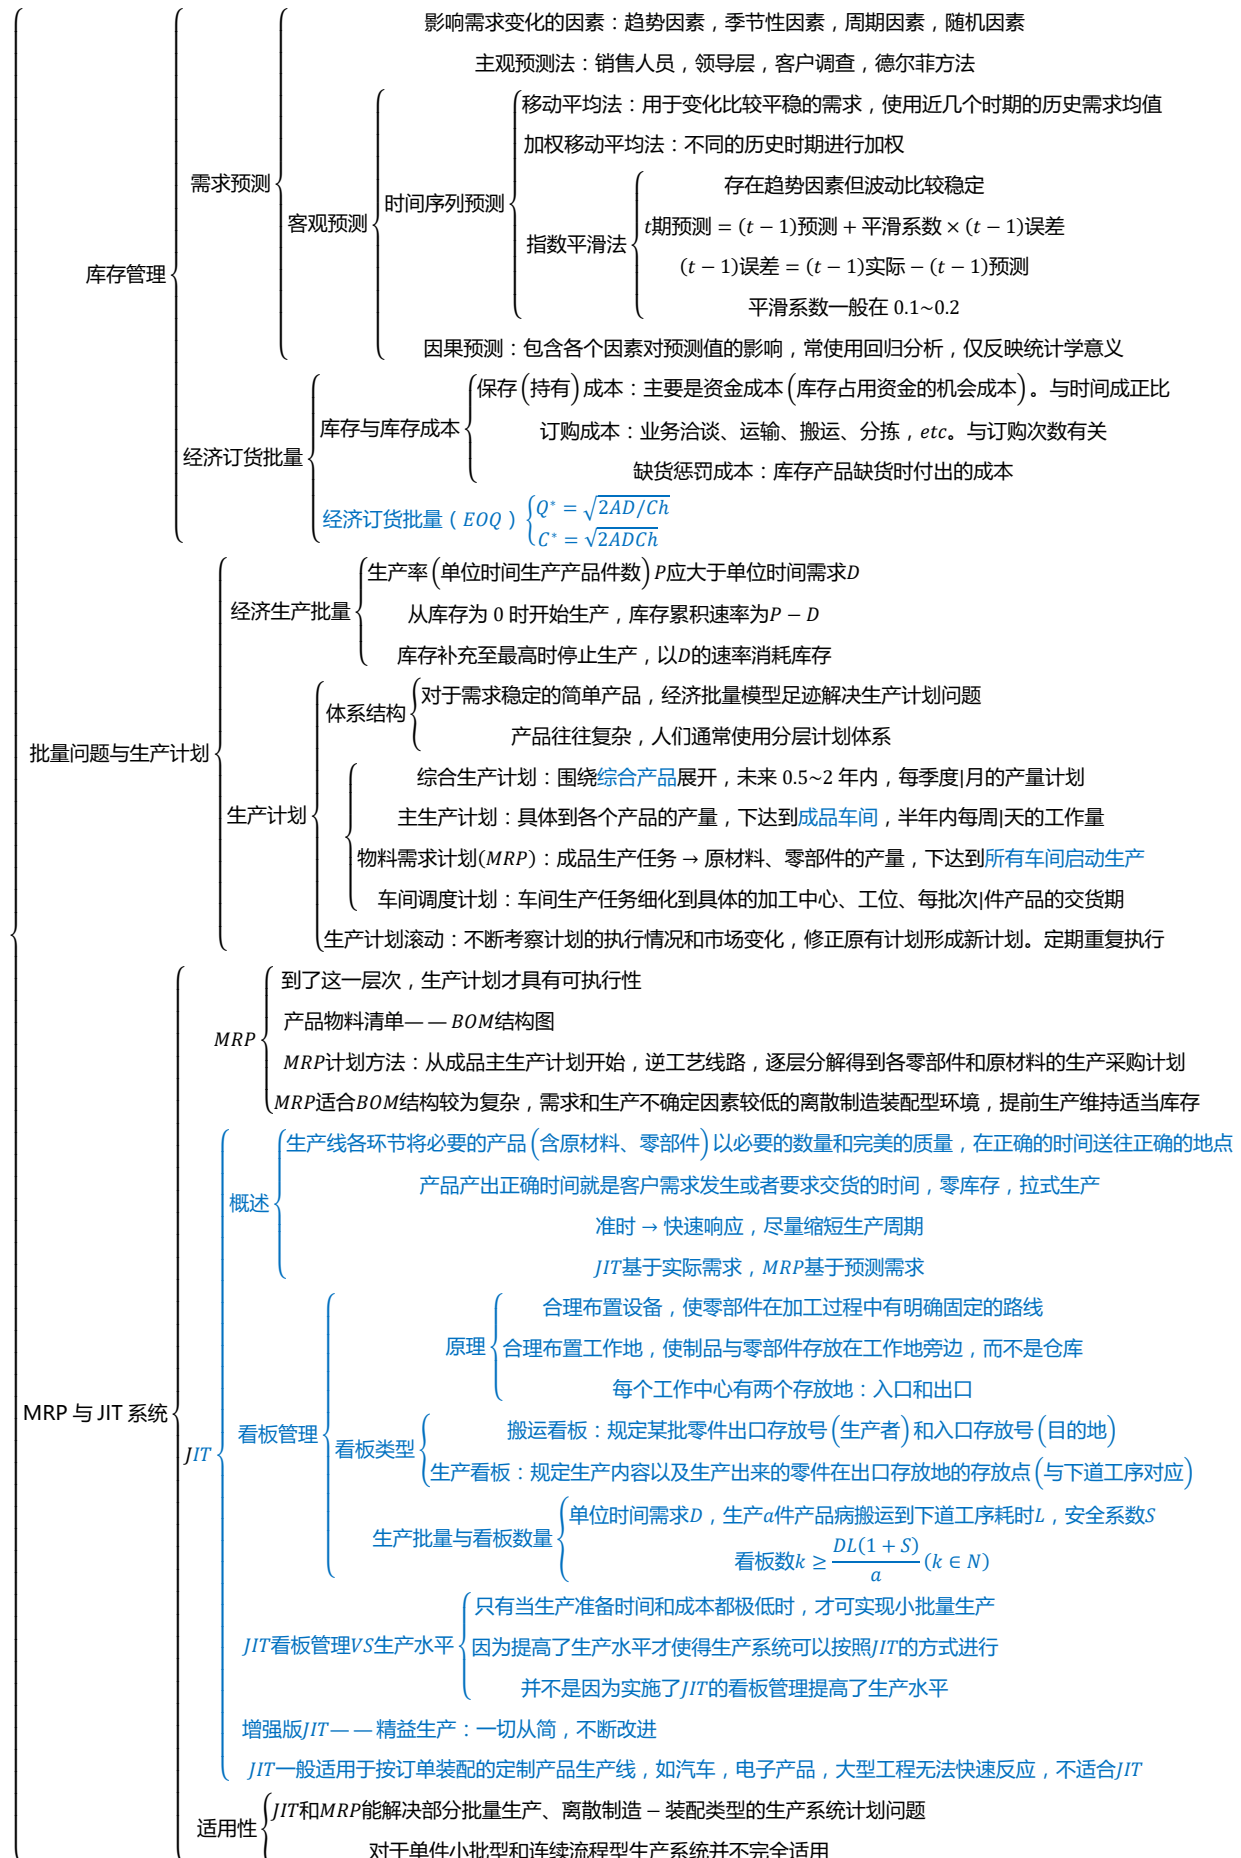 影响需求变化的因素：趋势因素，季节性因素，周期因素，随机因素
主观预测法：销售人员，领导层，客户调查，德尔菲方法
移动平均法：用于变化比较平稳的需求，使用近几个时期的历史需求均值
加权移动平均法：不同的历史时期进行加权
需求预测
存在趋势因素但波动比较稳定
时间序列预测
客观预测
t期预测 = (t − 1)预测 + 平滑系数 × (t − 1)误差
指数平滑法
(t − 1)误差 = (t − 1)实际 − (t − 1)预测
库存管理
平滑系数一般在 0.1~0.2
因果预测：包含各个因素对预测值的影响，常使用回归分析，仅反映统计学意义
保存(持有)成本：主要是资金成本(库存占用资金的机会成本)。与时间成正比
库存与库存成本
订购成本：业务洽谈、运输、搬运、分拣，etc。与订购次数有关
经济订货批量
缺货惩罚成本：库存产品缺货时付出的成本
经济订货批量（EOQ）
Q* = √2AD/Ch
C* = √2ADCh
生产率(单位时间生产产品件数)P应大于单位时间需求D
经济生产批量
从库存为 0 时开始生产，库存累积速率为P − D
库存补充至最高时停止生产，以D的速率消耗库存
对于需求稳定的简单产品，经济批量模型足迹解决生产计划问题
体系结构
产品往往复杂，人们通常使用分层计划体系
批量问题与生产计划
综合生产计划：围绕综合产品展开，未来 0.5~2 年内，每季度|月的产量计划
生产计划
主生产计划：具体到各个产品的产量，下达到成品车间，半年内每周|天的工作量
物料需求计划(MRP)：成品生产任务 → 原材料、零部件的产量，下达到所有车间启动生产
车间调度计划：车间生产任务细化到具体的加工中心、工位、每批次|件产品的交货期
生产计划滚动：不断考察计划的执行情况和市场变化，修正原有计划形成新计划。定期重复执行
到了这一层次，生产计划才具有可执行性
产品物料清单——BOM结构图
MRP
MRP计划方法：从成品主生产计划开始，逆工艺线路，逐层分解得到各零部件和原材料的生产采购计划
MRP适合BOM结构较为复杂，需求和生产不确定因素较低的离散制造装配型环境，提前生产维持适当库存
生产线各环节将必要的产品(含原材料、零部件)以必要的数量和完美的质量，在正确的时间送往正确的地点
产品产出正确时间就是客户需求发生或者要求交货的时间，零库存，拉式生产
概述
准时 → 快速响应，尽量缩短生产周期
JIT基于实际需求，MRP基于预测需求
合理布置设备，使零部件在加工过程中有明确固定的路线
原理
合理布置工作地，使制品与零部件存放在工作地旁边，而不是仓库
每个工作中心有两个存放地：入口和出口
MRP 与 JIT 系统
看板管理
搬运看板：规定某批零件出口存放号(生产者)和入口存放号(目的地)
看板类型
JIT
生产看板：规定生产内容以及生产出来的零件在出口存放地的存放点(与下道工序对应)
单位时间需求D，生产a件产品病搬运到下道工序耗时L，安全系数S
生产批量与看板数量
看板数k ≥ DL(1 + S)/a (k ∈ N)
只有当生产准备时间和成本都极低时，才可实现小批量生产
JIT看板管理VS生产水平
因为提高了生产水平才使得生产系统可以按照JIT的方式进行
并不是因为实施了JIT的看板管理提高了生产水平
增强版JIT——精益生产：一切从简，不断改进
JIT一般适用于按订单装配的定制产品生产线，如汽车，电子产品，大型工程无法快速反应，不适合JIT
JIT和MRP能解决部分批量生产、离散制造 − 装配类型的生产系统计划问题
适用性
对于单件小批型和连续流程型生产系统并不完全适用